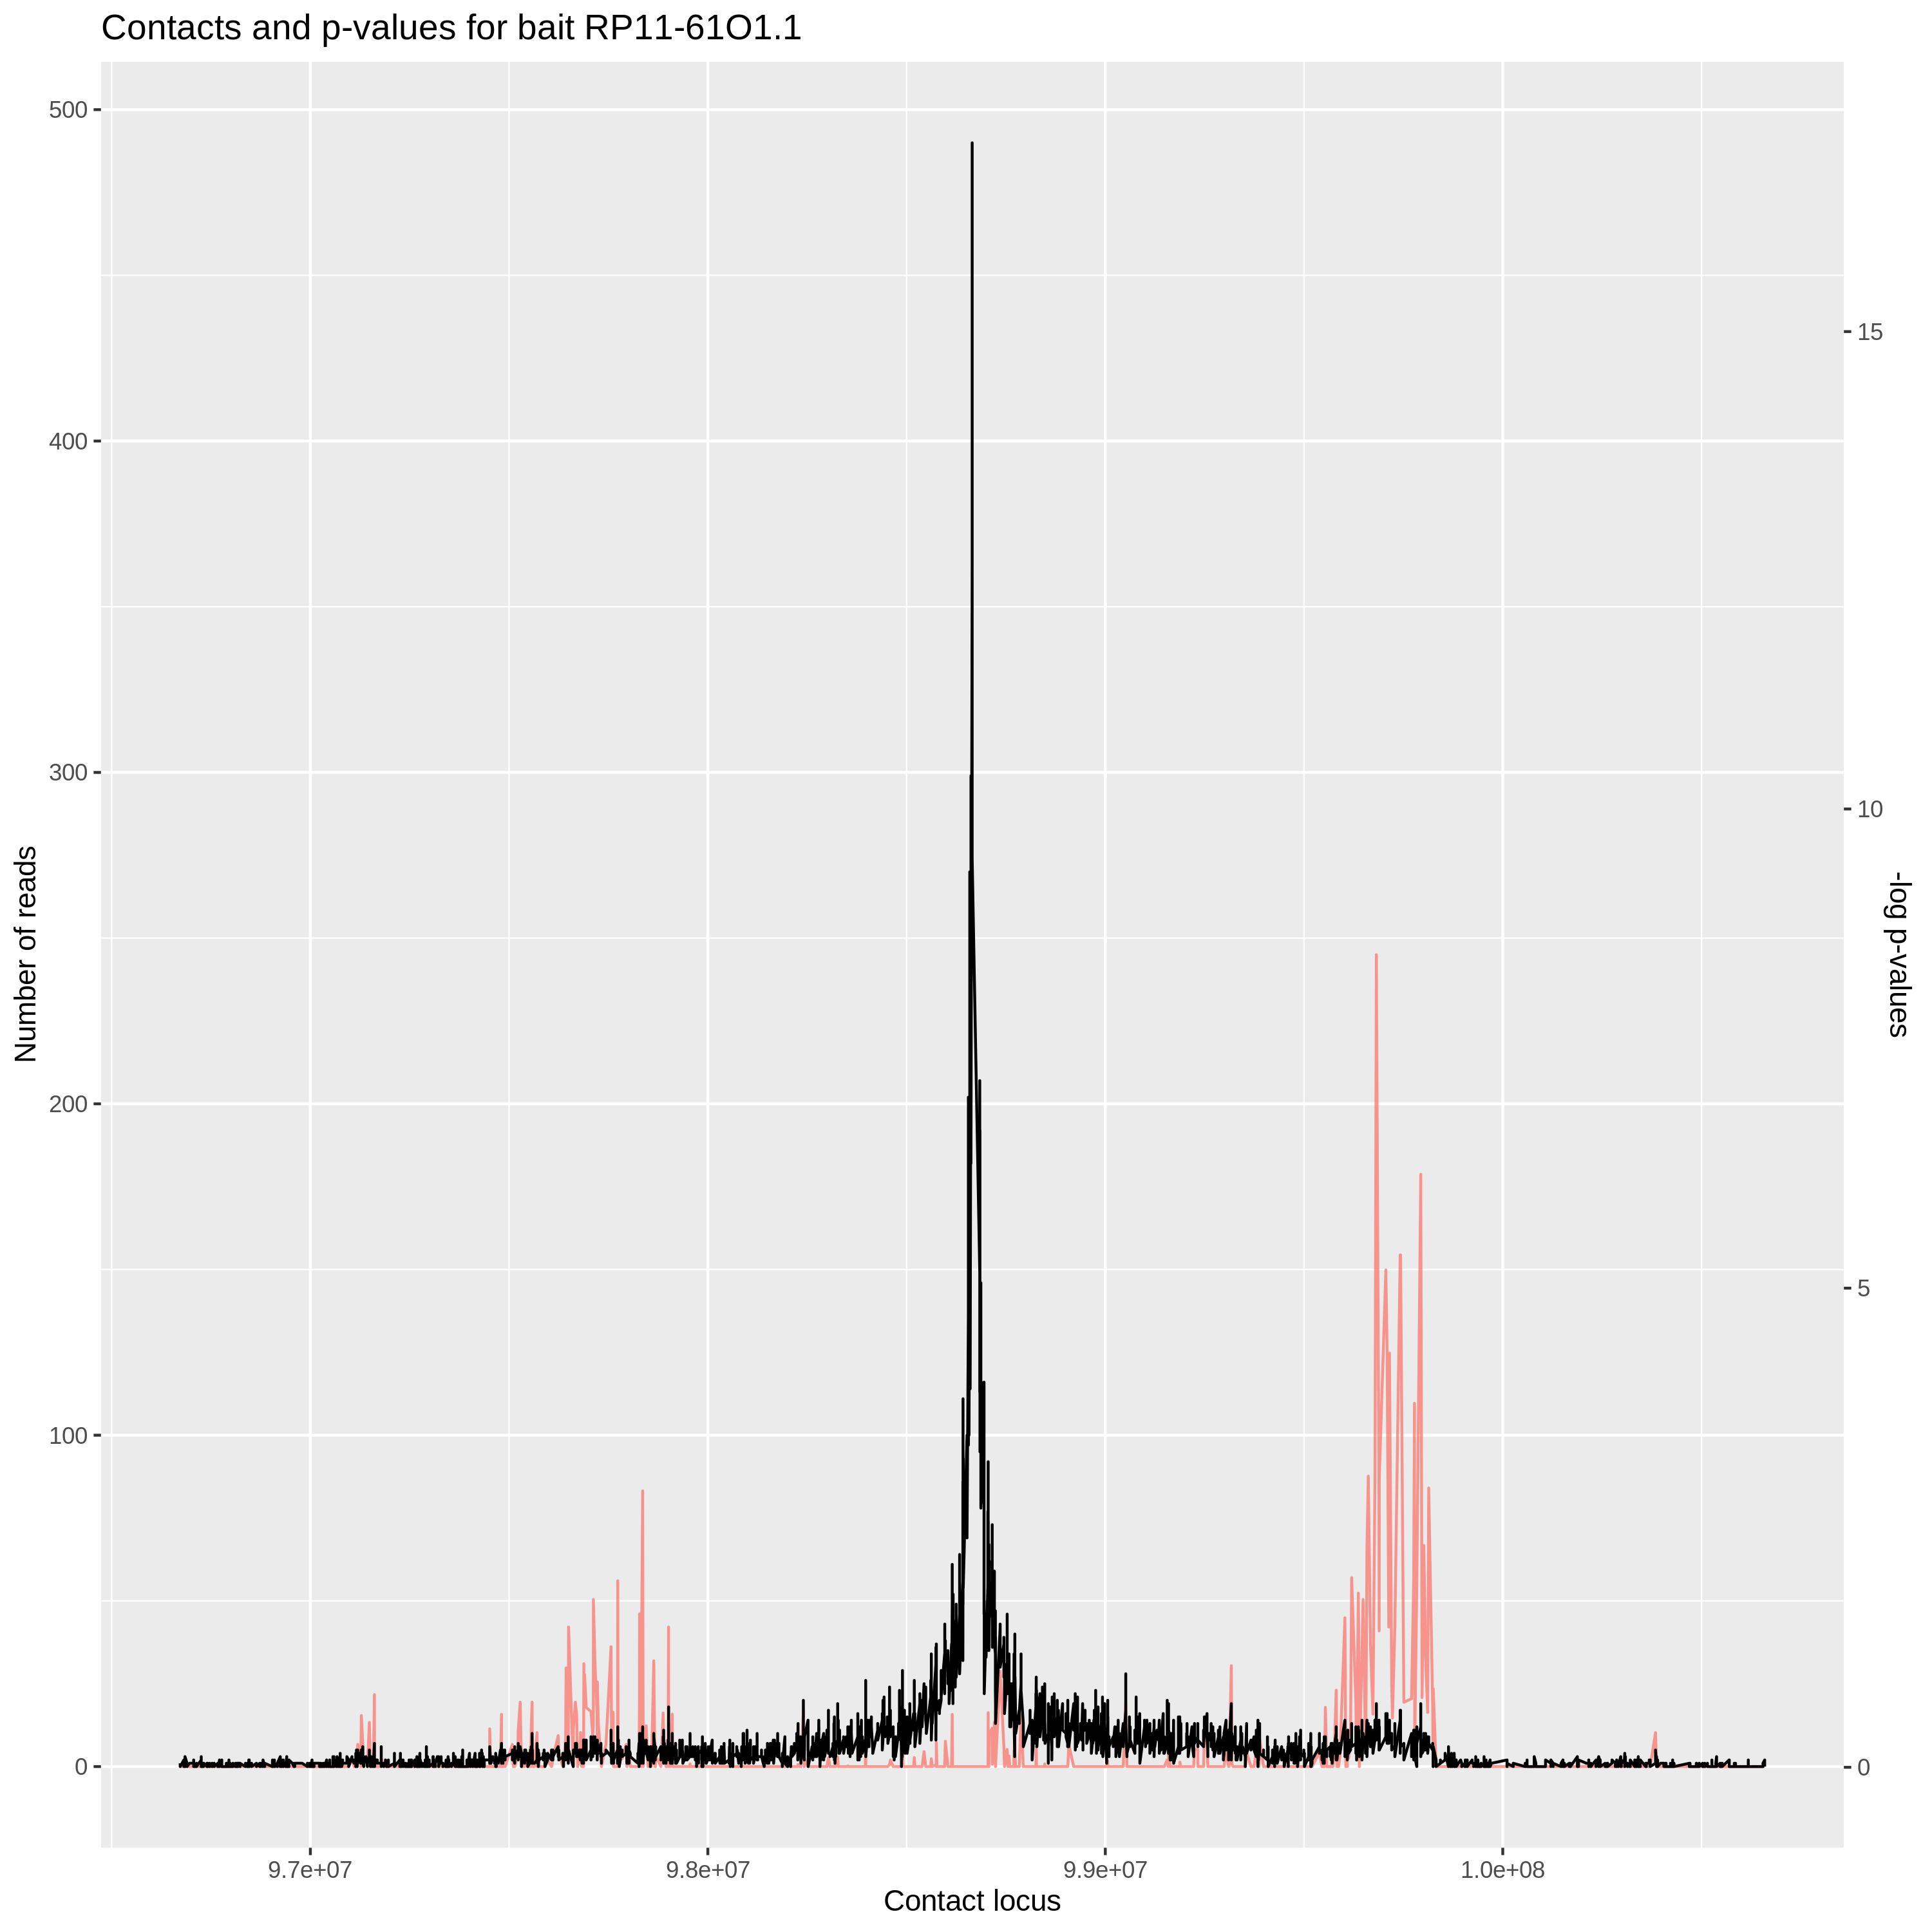 Contacts and p-values for bait RP11-61O1.1
500
400
300
200
100
0
Number of reads
15
10
5
0
-log p-values
9.7e+07
9.8e+07
9.9e+07
1.0e+08
Contact locus